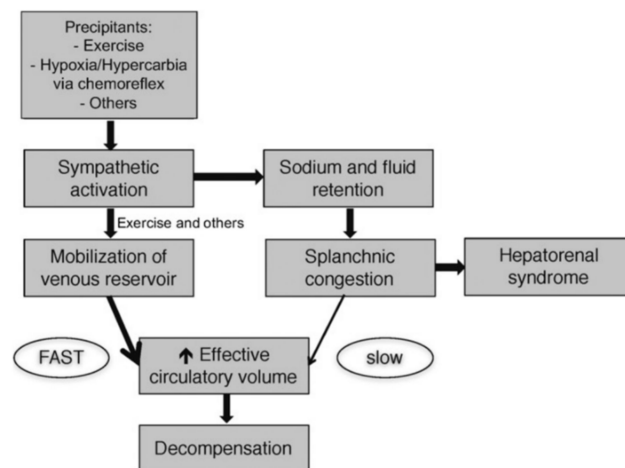 Precipitants:
- Exercise
- Hypoxia/Hypercarbia
via chemoreflex
- Others
Sympathetic
activation
Sodium and fluid
retention
Exercise and others
Mobilization of
venous reservoir
Splanchnic
congestion
Hepatorenal
syndrome
FAST
↑ Effective
circulatory volume
slow
Decompensation